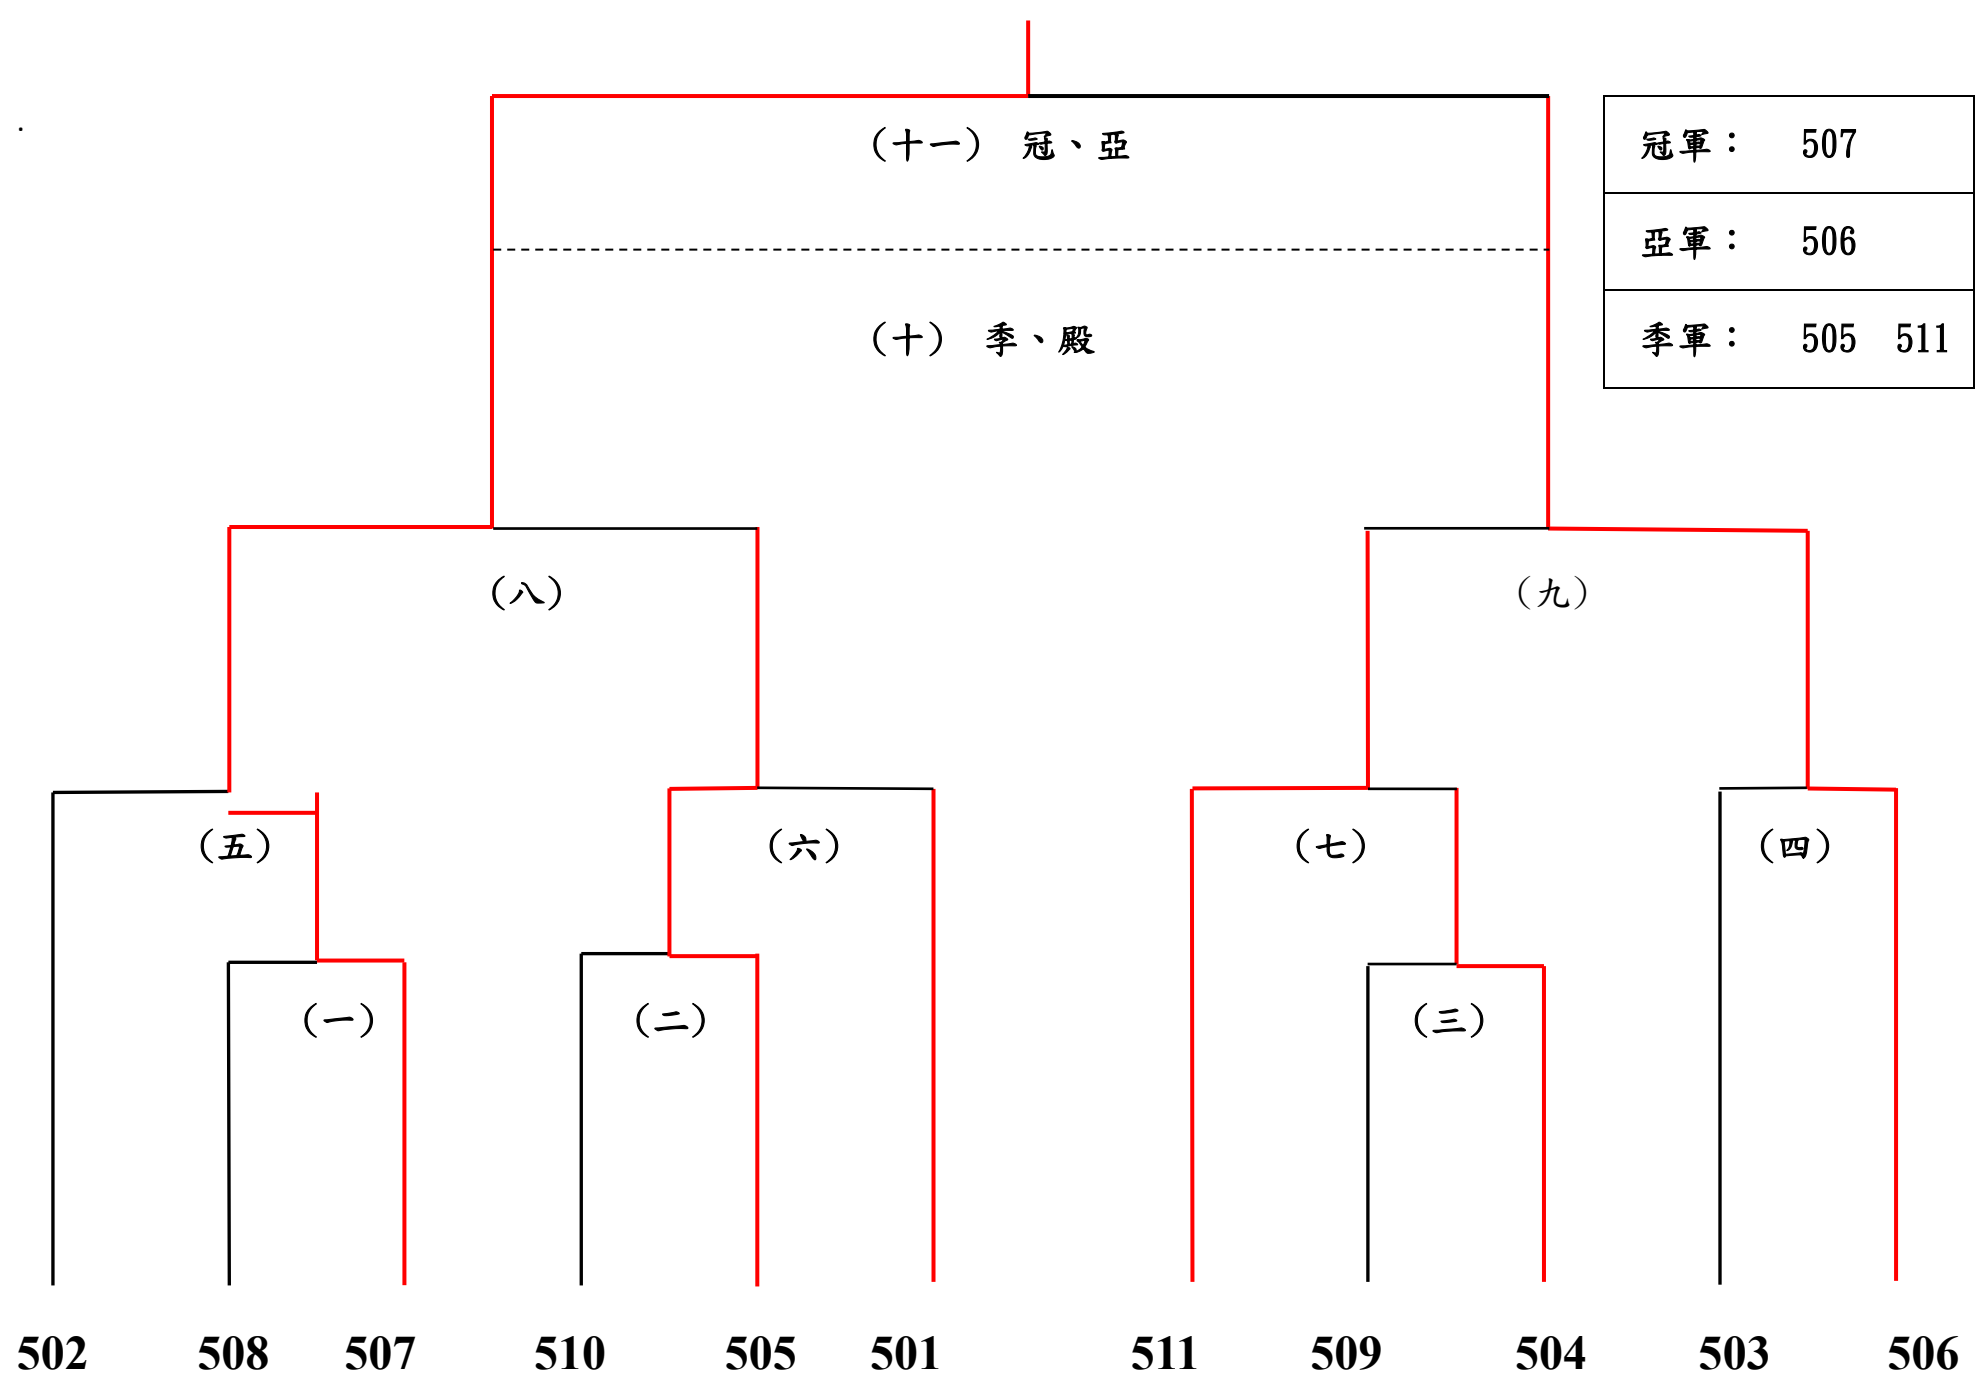 (十一) 冠、亞
冠軍： 507
亞軍： 506
(十) 季、殿
季軍： 505 511
(八)
(九)
(五)
(六)
(七)
(四)
(一)
(二)
(三)
502 508 507 510 505 501 511 509 504 503 506